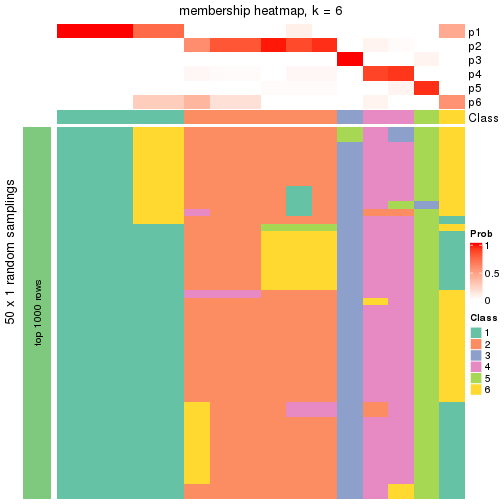 membership heatmap, k = 6
p1
p2
p3
p4
p5
p6
Class
50 x 1 random samplings
top 1000 rows
Prob
1
0.5
0
Class
1
2
3
4
5
6